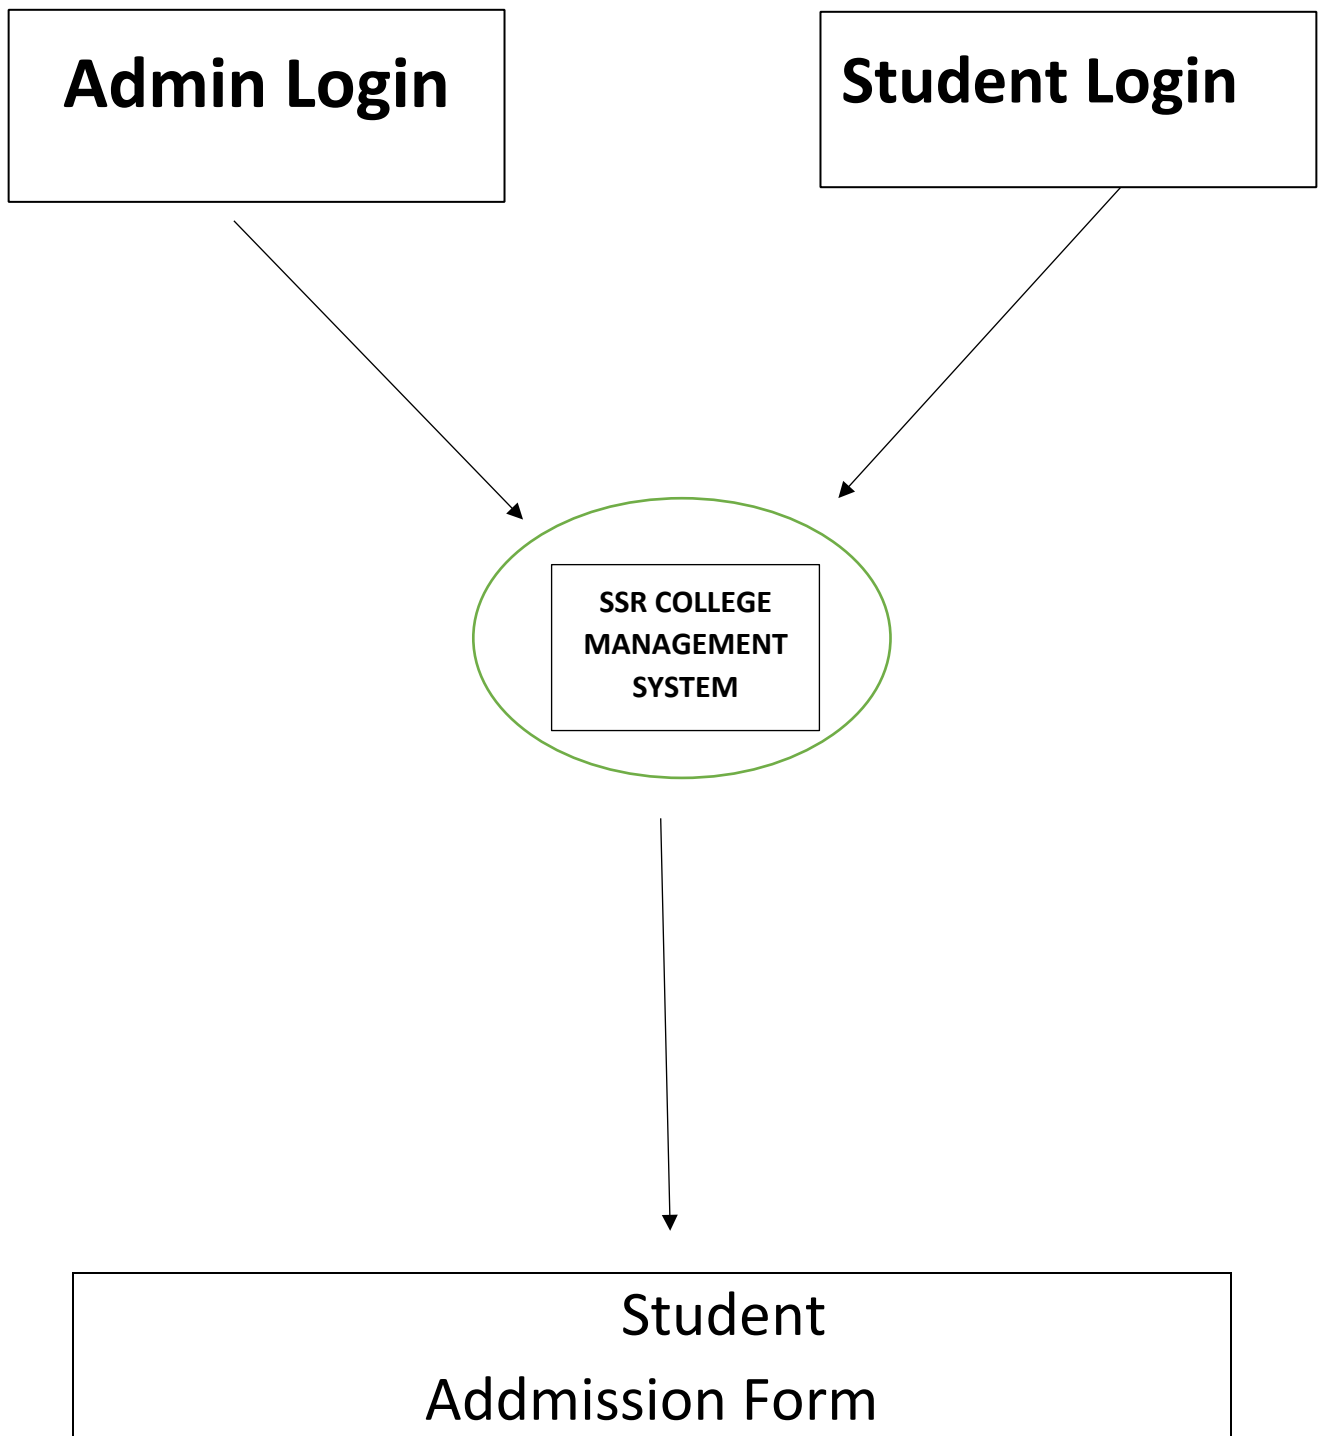 Admin Login
Student Login
SSR COLLEGE
MANAGEMENT
SYSTEM
Student
Addmission Form